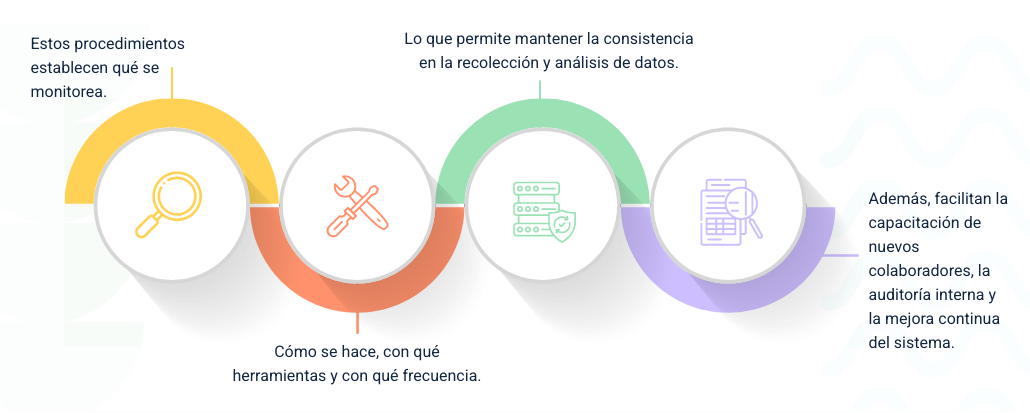 Estos procedimientos
establecen qué se
monitorea.
Cómo se hace, con qué
herramientas y con qué frecuencia.
Lo que permite mantener la consistencia
en la recolección y análisis de datos.
Además, facilitan la
capacitación de
nuevos
colaboradores, la
auditoría interna y
la mejora continua
del sistema.